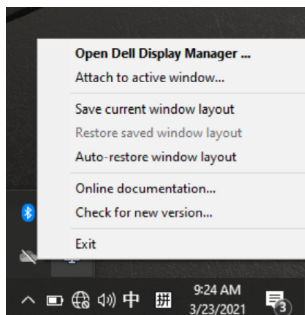 Open Dell Display Manager ...
Attach to active window...
Save current window layout
Restore saved window layout
Auto-restore window layout
Online documentation...
Check for new version...
Exit
中 拼 9:24 AM
3/23/2021
3